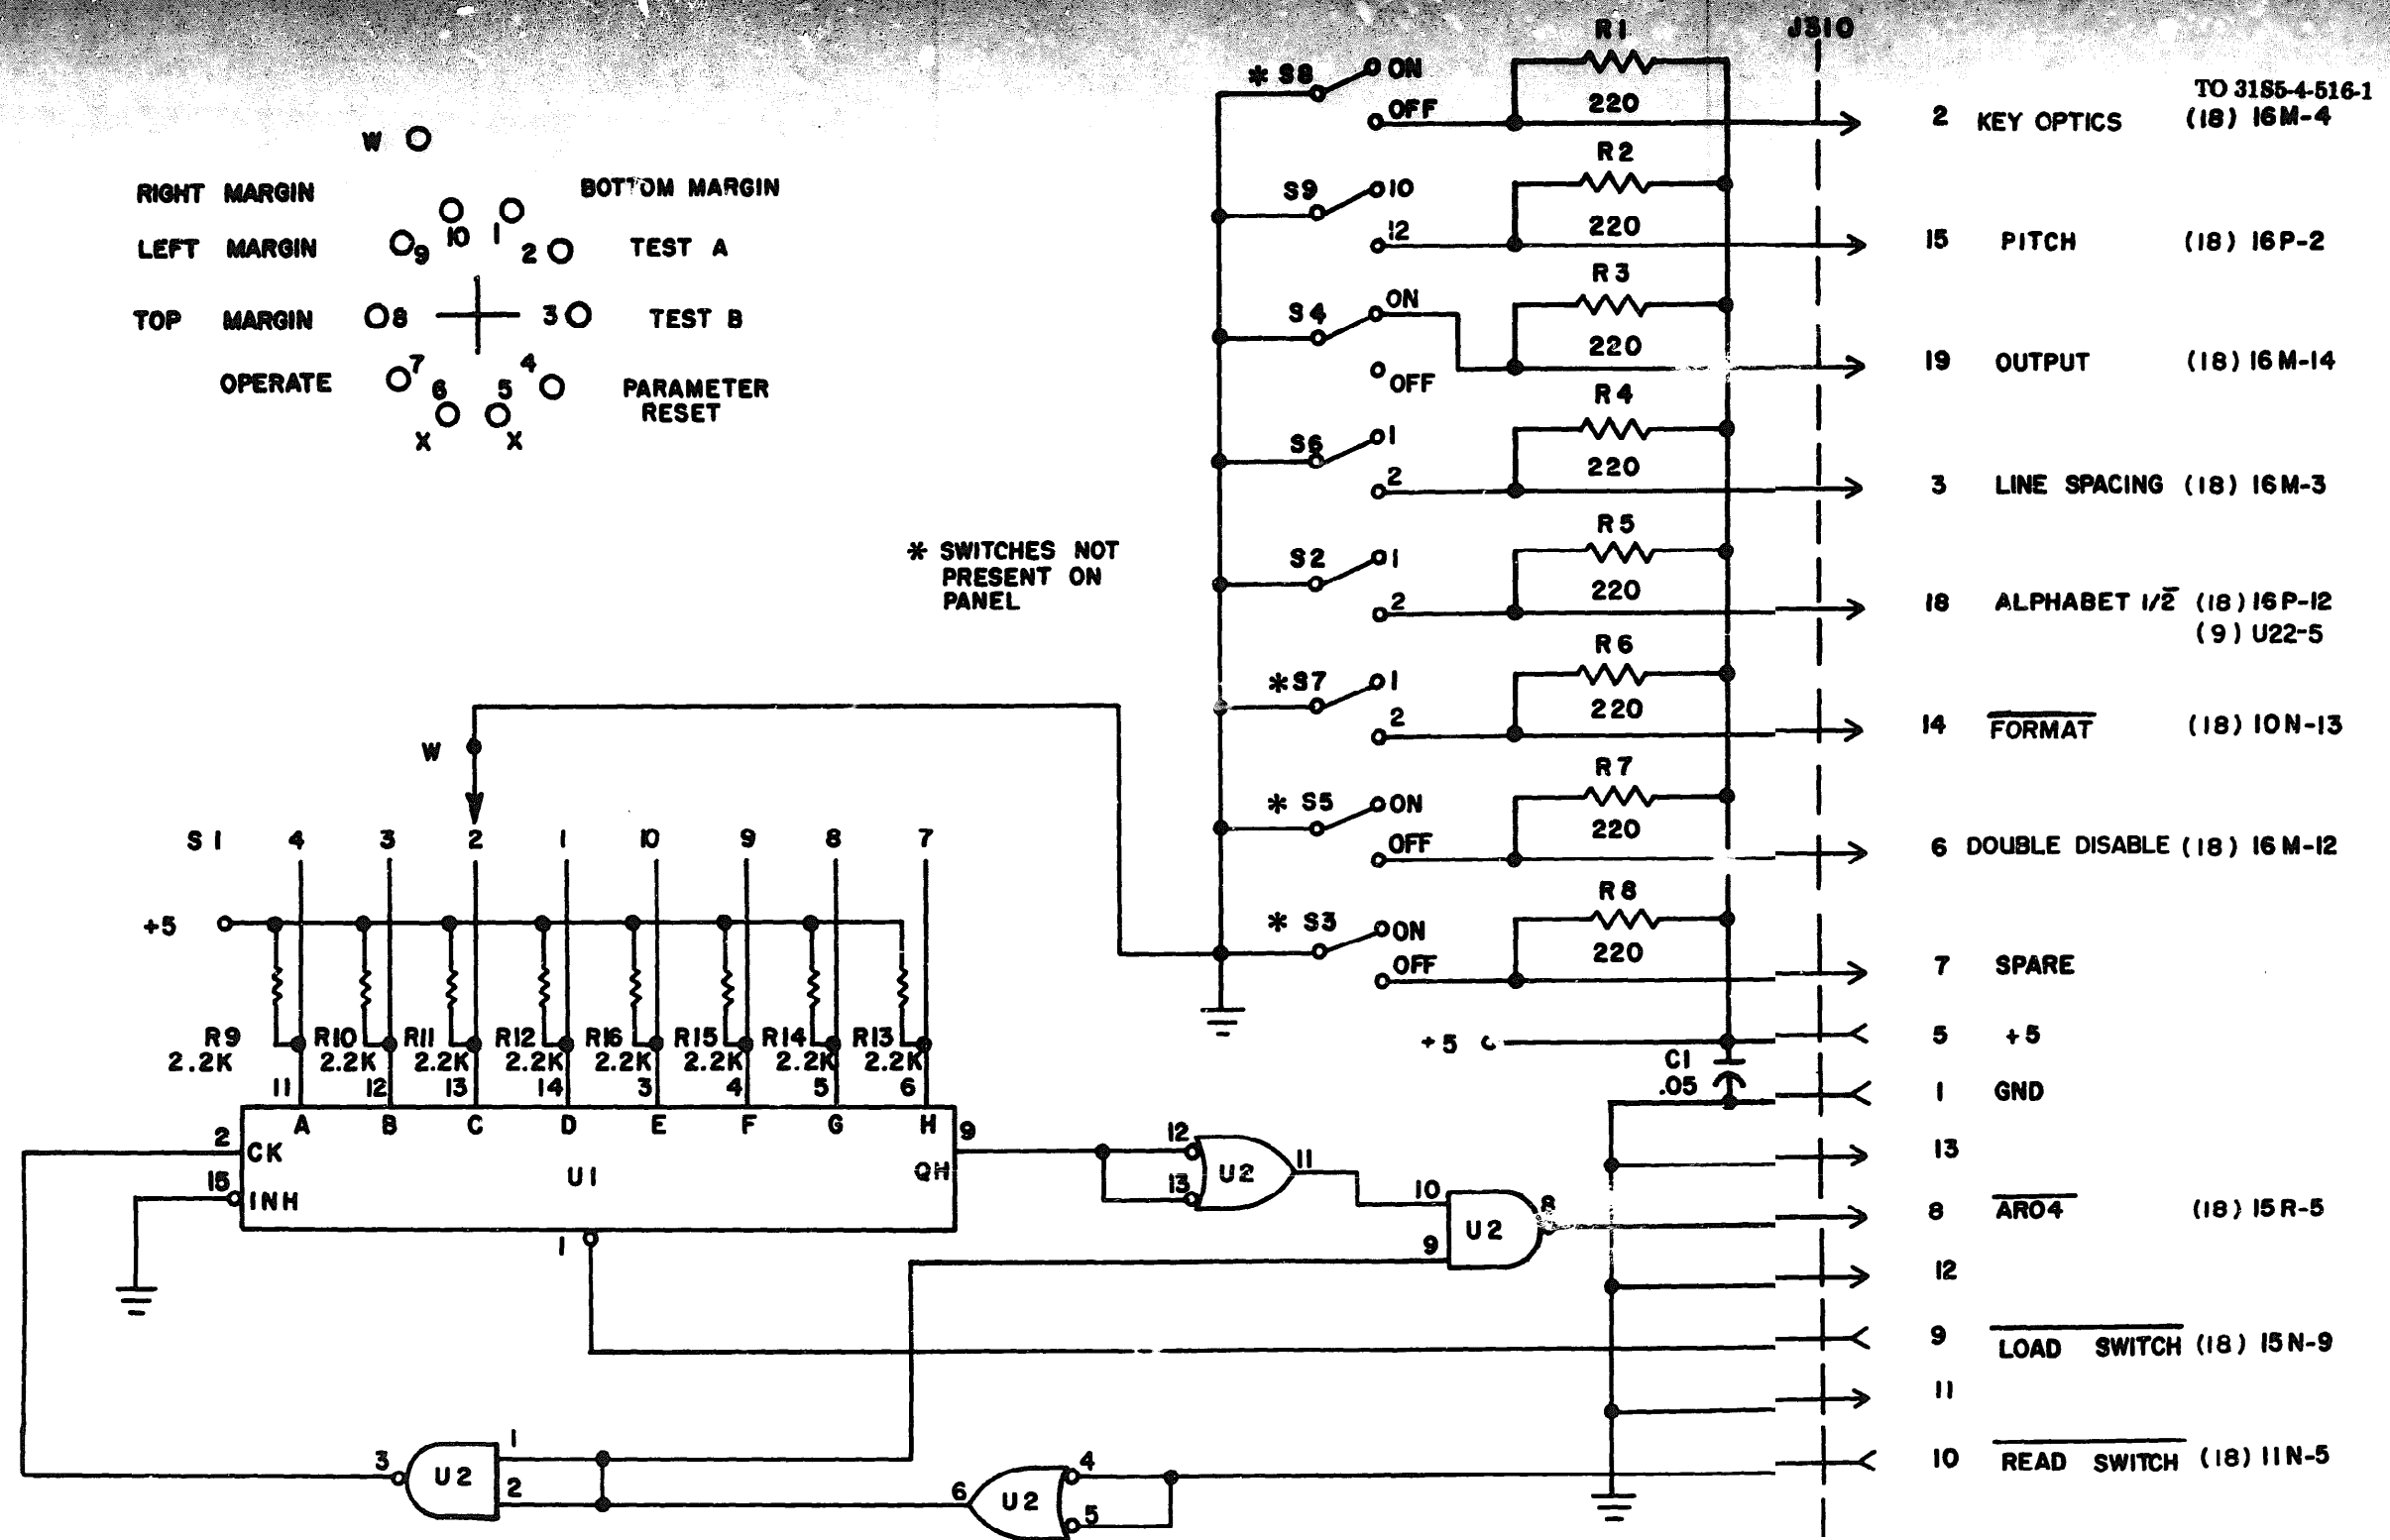 J310
TO 31S5-4-516-1
* S8 ON OFF R1 220 2 KEY OPTICS (18) 16M-4
S9 10 12 R2 220 15 PITCH (18) 16P-2
S4 ON OFF R3 220 19 OUTPUT (18) 16M-14
S6 1 2 R4 220 3 LINE SPACING (18) 16M-3
S2 1 2 R5 220 18 ALPHABET 1/2̅ (18) 16P-12
(9) U22-5
* S7 1 2 R6 220 14 FORMAT (18) 10N-13
* S5 ON OFF R7 220 6 DOUBLE DISABLE (18) 16M-12
* S3 ON OFF R8 220 7 SPARE
+5 5 +5
C1
.05
1 GND
13
8 AR04 (18) 15R-5
12
9 LOAD SWITCH (18) 15N-9
11
10 READ SWITCH (18) 11N-5
W
RIGHT MARGIN 10 1 BOTTOM MARGIN
LEFT MARGIN 9 2 TEST A
TOP MARGIN 8 3 TEST B
OPERATE 7 6 5 4 PARAMETER
RESET
X X
* SWITCHES NOT
PRESENT ON
PANEL
W
S1 4 3 2 1 10 9 8 7
+5
R9 R10 R11 R12 R16 R15 R14 R13
2.2K 2.2K 2.2K 2.2K 2.2K 2.2K 2.2K 2.2K
11 12 13 14 3 4 5 6
A B C D E F G H
2 CK
15 INH
U1
QH 9
1
12 13 U2 11
10 9 U2 8
3 U2 1 2
6 U2 4 5